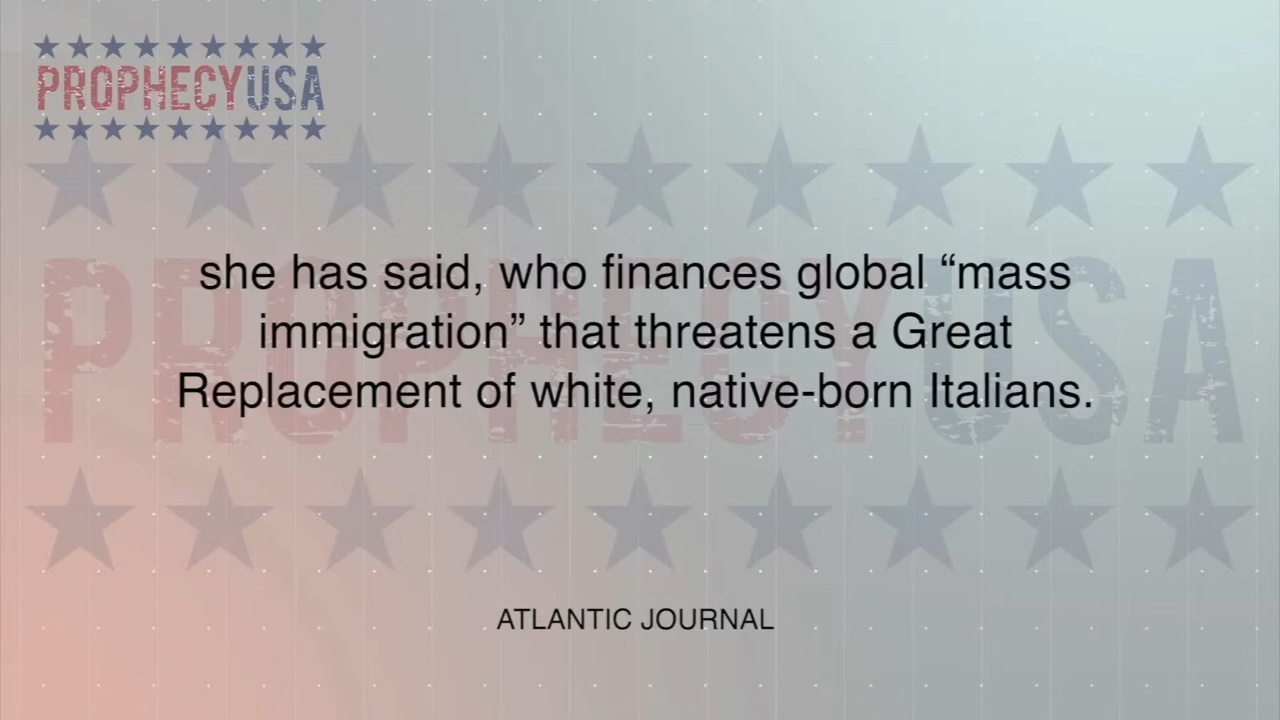 PROPHECYUSA
she has said, who finances global “mass
immigration” that threatens a Great
Replacement of white, native-born Italians.
PROPHECYUSA
ATLANTIC JOURNAL